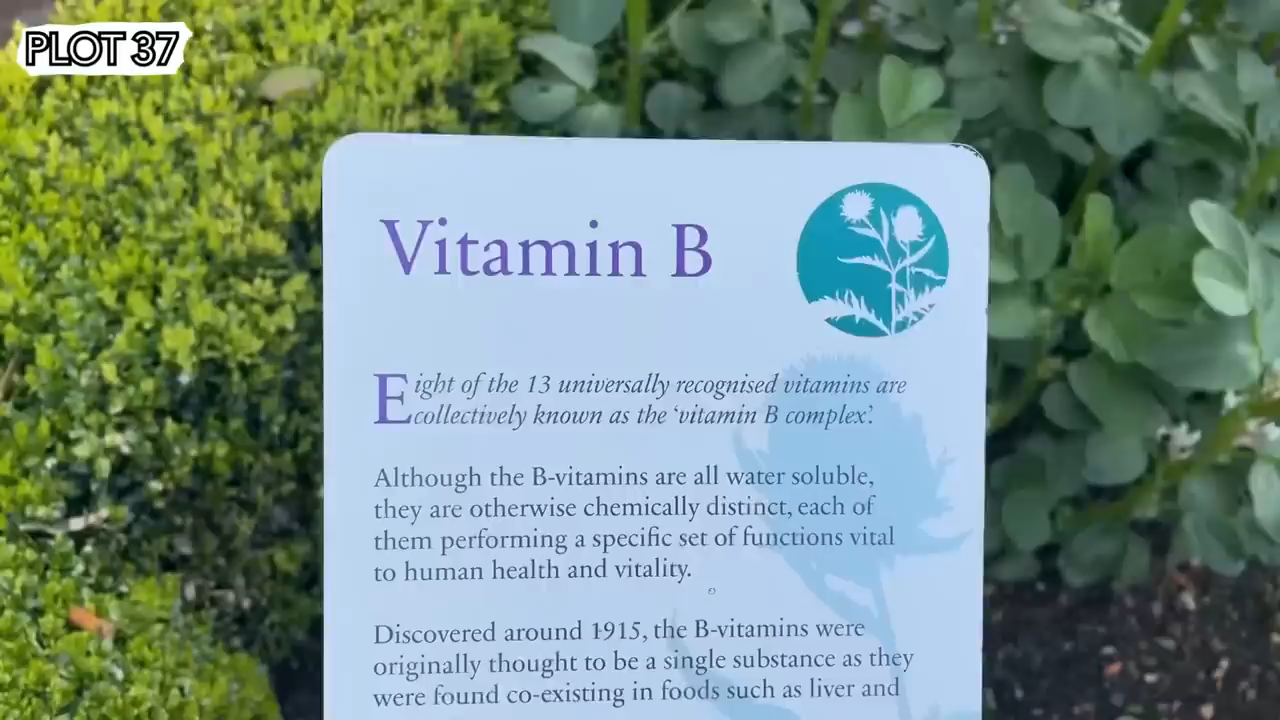 PLOT 37
Vitamin B
Eight of the 13 universally recognised vitamins are
collectively known as the ‘vitamin B complex’.
Although the B-vitamins are all water soluble,
they are otherwise chemically distinct, each of
them performing a specific set of functions vital
to human health and vitality.
Discovered around 1915, the B-vitamins were
originally thought to be a single substance as they
were found co-existing in foods such as liver and